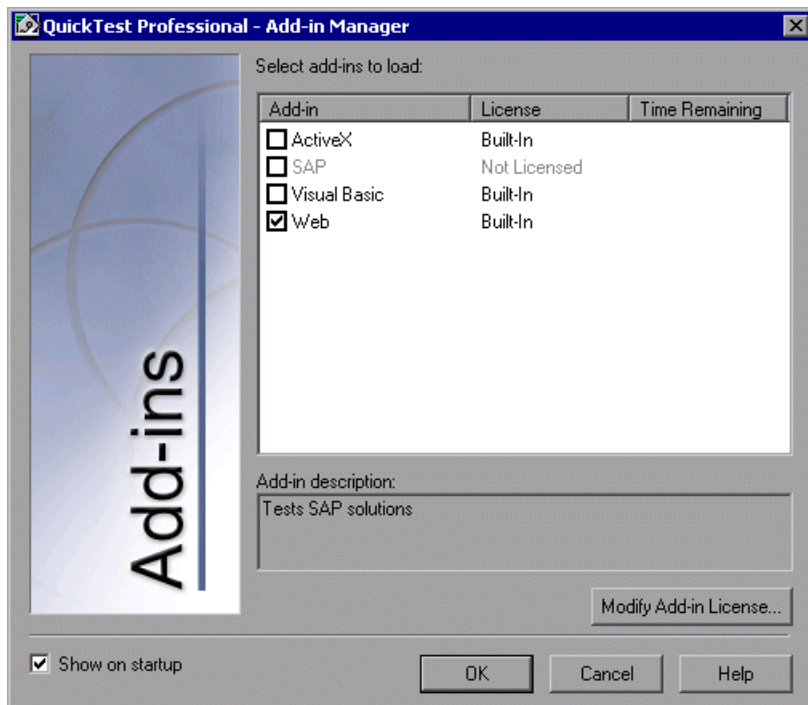 QuickTest Professional - Add-in Manager
Add-ins
Select add-ins to load:
Add-in License Time Remaining
ActiveX Built-In
SAP Not Licensed
Visual Basic Built-In
Web Built-In
Add-in description:
Tests SAP solutions
Modify Add-in License...
Show on startup
OK Cancel Help